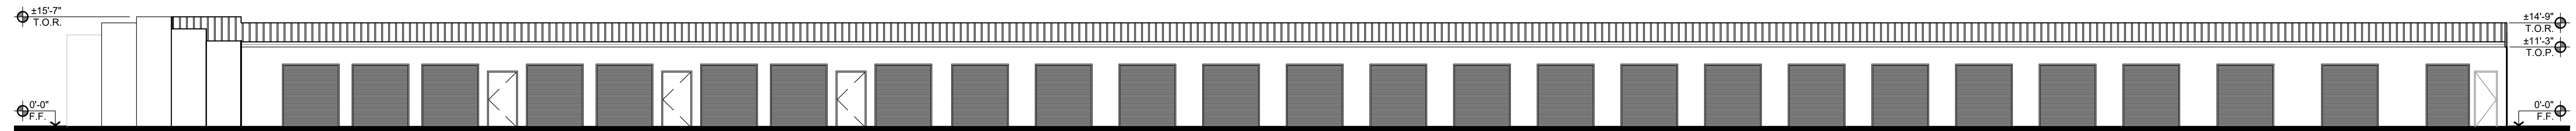 ±15'-7"
T.O.R.
0'-0"
F.F.
±14'-9"
T.O.R.
±11'-3"
T.O.P.
0'-0"
F.F.